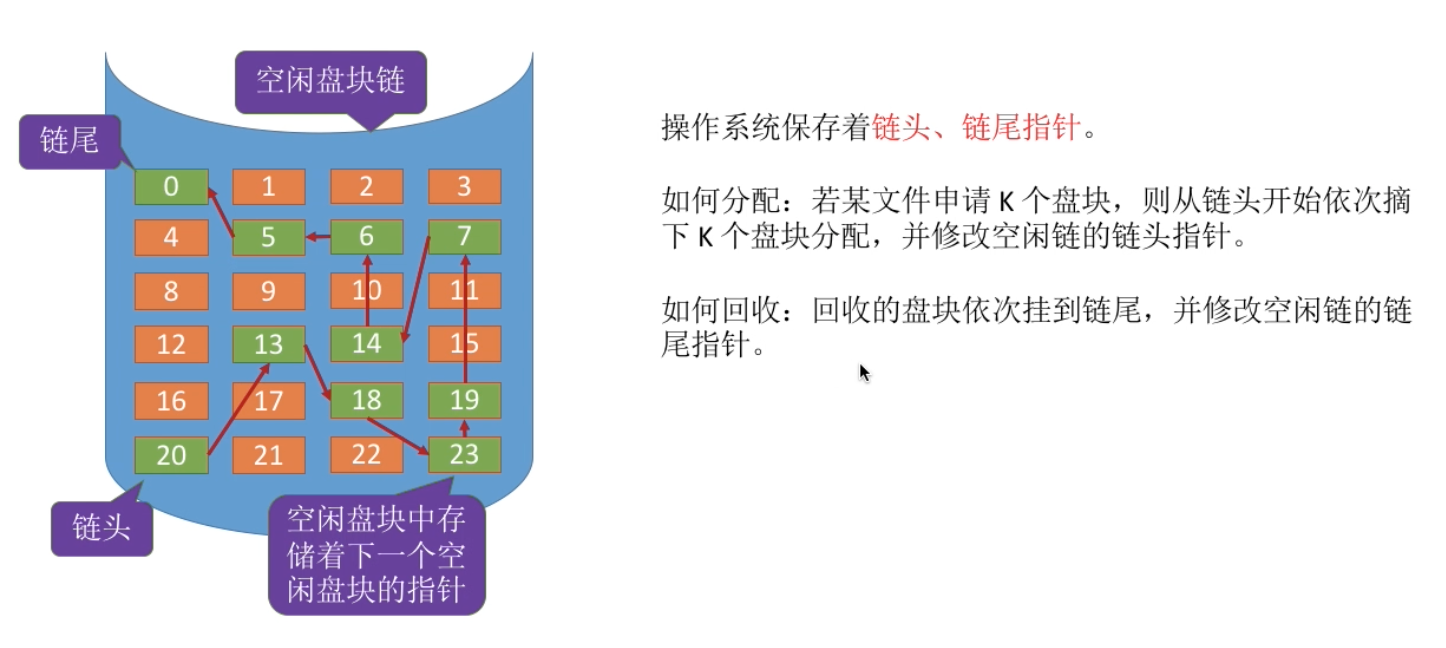 空闲盘块链
链尾
0 1 2 3
4 5 6 7
8 9 10 11
12 13 14 15
16 17 18 19
20 21 22 23
链头
空闲盘块中存
储着下一个空
闲盘块的指针
操作系统保存着链头、链尾指针。
如何分配：若某文件申请 K 个盘块，则从链头开始依次摘
下 K 个盘块分配，并修改空闲链的链头指针。
如何回收：回收的盘块依次挂到链尾，并修改空闲链的链
尾指针。